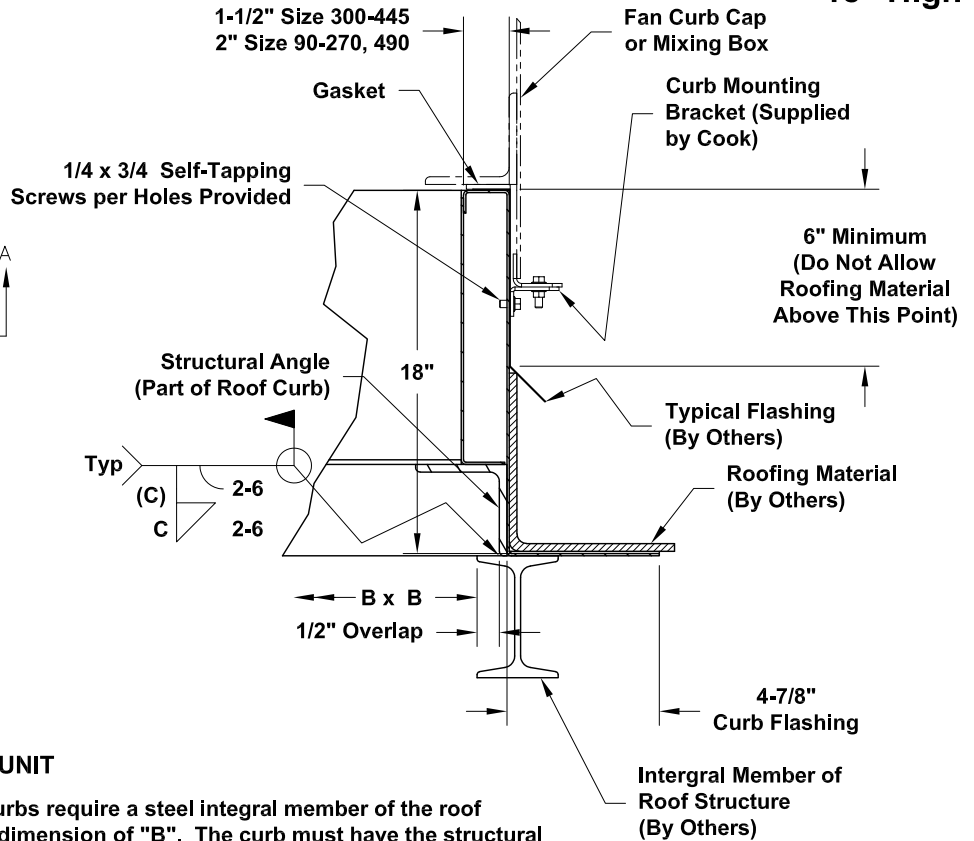 18" High
1-1/2" Size 300-445
2" Size 90-270, 490
Fan Curb Cap
or Mixing Box
Gasket
Curb Mounting
Bracket (Supplied
by Cook)
1/4 x 3/4 Self-Tapping
Screws per Holes Provided
A
6" Minimum
(Do Not Allow
Roofing Material
Above This Point)
Structural Angle
(Part of Roof Curb)
18"
Typical Flashing
(By Others)
Typ
(C)
2-6
C
2-6
Roofing Material
(By Others)
B x B
1/2" Overlap
4-7/8"
Curb Flashing
UNIT
Intergral Member of
Roof Structure
(By Others)
urbs require a steel integral member of the roof
dimension of "B". The curb must have the structural